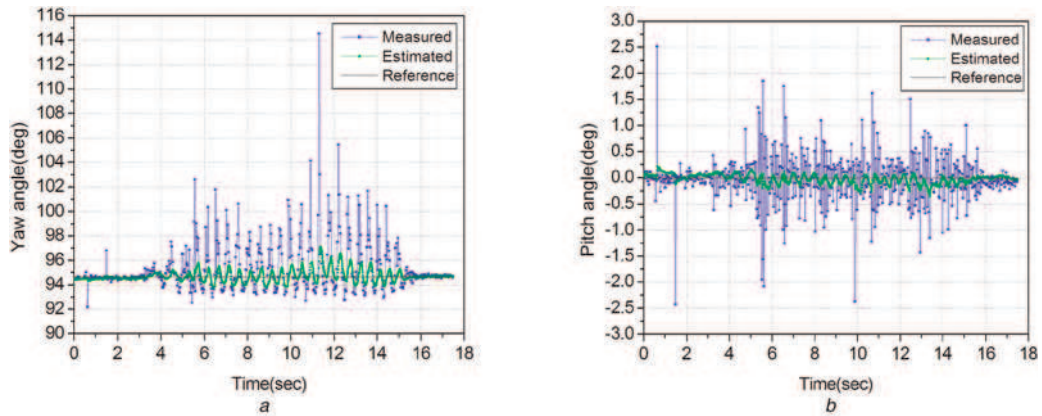 116
114
112
110
108
106
104
102
100
98
96
94
92
90
Yaw angle(deg)
Measured
Estimated
Reference
0 2 4 6 8 10 12 14 16 18
Time(sec)
a
3.0
2.5
2.0
1.5
1.0
0.5
0.0
-0.5
-1.0
-1.5
-2.0
-2.5
-3.0
Pitch angle(deg)
Measured
Estimated
Reference
0 2 4 6 8 10 12 14 16 18
Time(sec)
b